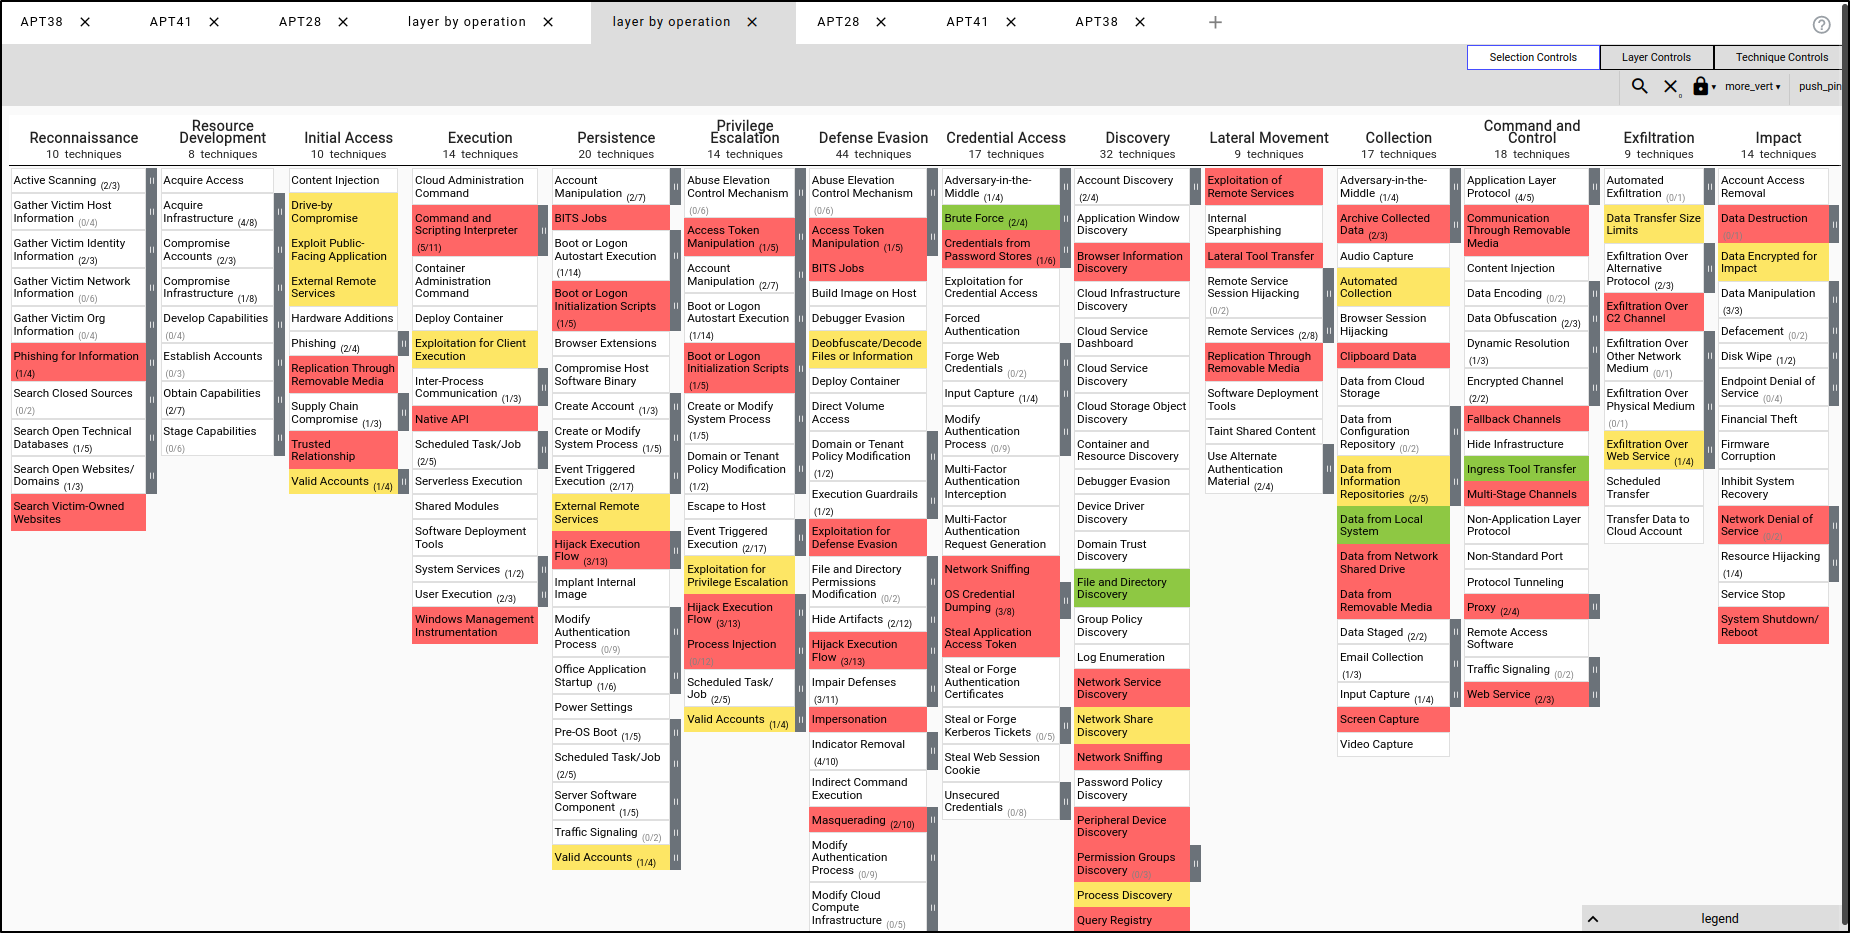 APT38 ✕ APT41 ✕ APT28 ✕ layer by operation ✕ layer by operation ✕ APT28 ✕ APT41 ✕ APT38 ✕ +
Selection Controls Layer Controls Technique Controls
more_vert push_pin
Reconnaissance
10 techniques
Active Scanning (2/3)
Gather Victim Host
Information (0/4)
Gather Victim Identity
Information (2/3)
Gather Victim Network
Information (0/6)
Gather Victim Org
Information (0/4)
Phishing for Information
(1/4)
Search Closed Sources
(0/2)
Search Open Technical
Databases (1/5)
Search Open Websites/
Domains (1/3)
Search Victim-Owned
Websites
Resource
Development
8 techniques
Acquire Access
Acquire
Infrastructure (4/8)
Compromise
Accounts (2/3)
Compromise
Infrastructure (1/8)
Develop Capabilities
(0/4)
Establish Accounts
(0/3)
Obtain Capabilities
(2/7)
Stage Capabilities
(0/6)
Initial Access
10 techniques
Content Injection
Drive-by
Compromise
Exploit Public-
Facing Application
External Remote
Services
Hardware Additions
Phishing (2/4)
Replication Through
Removable Media
Supply Chain
Compromise (1/3)
Trusted
Relationship
Valid Accounts (1/4)
Execution
14 techniques
Cloud Administration
Command
Command and
Scripting Interpreter
(5/11)
Container
Administration
Command
Deploy Container
Exploitation for Client
Execution
Inter-Process
Communication (1/3)
Native API
Scheduled Task/Job
(2/5)
Serverless Execution
Shared Modules
Software Deployment
Tools
System Services (1/2)
User Execution (2/3)
Windows Management
Instrumentation
Persistence
20 techniques
Account
Manipulation (2/7)
BITS Jobs
Boot or Logon
Autostart Execution
(1/14)
Boot or Logon
Initialization Scripts
(1/5)
Browser Extensions
Compromise Host
Software Binary
Create Account (1/3)
Create or Modify
System Process (1/5)
Event Triggered
Execution (2/17)
External Remote
Services
Hijack Execution
Flow (3/13)
Implant Internal
Image
Modify
Authentication
Process (0/9)
Office Application
Startup (1/6)
Power Settings
Pre-OS Boot (1/5)
Scheduled Task/Job
(2/5)
Server Software
Component (1/5)
Traffic Signaling (0/2)
Valid Accounts (1/4)
Privilege
Escalation
14 techniques
Abuse Elevation
Control Mechanism
(0/6)
Access Token
Manipulation (1/5)
Account
Manipulation (2/7)
Boot or Logon
Autostart Execution
(1/14)
Boot or Logon
Initialization Scripts
(1/5)
Create or Modify
System Process
(1/5)
Domain or Tenant
Policy Modification
(1/2)
Escape to Host
Event Triggered
Execution (2/17)
Exploitation for
Privilege Escalation
Hijack Execution
Flow (3/13)
Process Injection
(0/12)
Scheduled Task/
Job (2/5)
Valid Accounts (1/4)
Defense Evasion
44 techniques
Abuse Elevation
Control Mechanism
(0/6)
Access Token
Manipulation (1/5)
BITS Jobs
Build Image on Host
Debugger Evasion
Deobfuscate/Decode
Files or Information
Deploy Container
Direct Volume
Access
Domain or Tenant
Policy Modification
(1/2)
Execution Guardrails
(1/2)
Exploitation for
Defense Evasion
File and Directory
Permissions
Modification (0/2)
Hide Artifacts (2/12)
Hijack Execution
Flow (3/13)
Impair Defenses
(3/11)
Impersonation
Indicator Removal
(4/10)
Indirect Command
Execution
Masquerading (2/10)
Modify
Authentication
Process (0/9)
Modify Cloud
Compute
Infrastructure (0/5)
Credential Access
17 techniques
Adversary-in-the-
Middle (1/4)
Brute Force (2/4)
Credentials from
Password Stores (1/6)
Exploitation for
Credential Access
Forced
Authentication
Forge Web
Credentials (0/2)
Input Capture (1/4)
Modify
Authentication
Process (0/9)
Multi-Factor
Authentication
Interception
Multi-Factor
Authentication
Request Generation
Network Sniffing
OS Credential
Dumping (3/8)
Steal Application
Access Token
Steal or Forge
Authentication
Certificates
Steal or Forge
Kerberos Tickets (0/5)
Steal Web Session
Cookie
Unsecured
Credentials (0/8)
Discovery
32 techniques
Account Discovery
(2/4)
Application Window
Discovery
Browser Information
Discovery
Cloud Infrastructure
Discovery
Cloud Service
Dashboard
Cloud Service
Discovery
Cloud Storage Object
Discovery
Container and
Resource Discovery
Debugger Evasion
Device Driver
Discovery
Domain Trust
Discovery
File and Directory
Discovery
Group Policy
Discovery
Log Enumeration
Network Service
Discovery
Network Share
Discovery
Network Sniffing
Password Policy
Discovery
Peripheral Device
Discovery
Permission Groups
Discovery (0/3)
Process Discovery
Query Registry
Lateral Movement
9 techniques
Exploitation of
Remote Services
Internal
Spearphishing
Lateral Tool Transfer
Remote Service
Session Hijacking
(0/2)
Remote Services (2/8)
Replication Through
Removable Media
Software Deployment
Tools
Taint Shared Content
Use Alternate
Authentication
Material (2/4)
Collection
17 techniques
Adversary-in-the-
Middle (1/4)
Archive Collected
Data (2/3)
Audio Capture
Automated
Collection
Browser Session
Hijacking
Clipboard Data
Data from Cloud
Storage
Data from
Configuration
Repository (0/2)
Data from
Information
Repositories (2/5)
Data from Local
System
Data from Network
Shared Drive
Data from
Removable Media
Data Staged (2/2)
Email Collection
(1/3)
Input Capture (1/4)
Screen Capture
Video Capture
Command and
Control
18 techniques
Application Layer
Protocol (4/5)
Communication
Through Removable
Media
Content Injection
Data Encoding (0/2)
Data Obfuscation (2/3)
Dynamic Resolution
(1/3)
Encrypted Channel
(2/2)
Fallback Channels
Hide Infrastructure
Ingress Tool Transfer
Multi-Stage Channels
Non-Application Layer
Protocol
Non-Standard Port
Protocol Tunneling
Proxy (2/4)
Remote Access
Software
Traffic Signaling (0/2)
Web Service (2/3)
Exfiltration
9 techniques
Automated
Exfiltration (0/1)
Data Transfer Size
Limits
Exfiltration Over
Alternative
Protocol (2/3)
Exfiltration Over
C2 Channel
Exfiltration Over
Other Network
Medium (0/1)
Exfiltration Over
Physical Medium
(0/1)
Exfiltration Over
Web Service (1/4)
Scheduled
Transfer
Transfer Data to
Cloud Account
Impact
14 techniques
Account Access
Removal
Data Destruction
(0/1)
Data Encrypted for
Impact
Data Manipulation
(3/3)
Defacement (0/2)
Disk Wipe (1/2)
Endpoint Denial of
Service (0/4)
Financial Theft
Firmware
Corruption
Inhibit System
Recovery
Network Denial of
Service (0/2)
Resource Hijacking
(1/4)
Service Stop
System Shutdown/
Reboot
legend